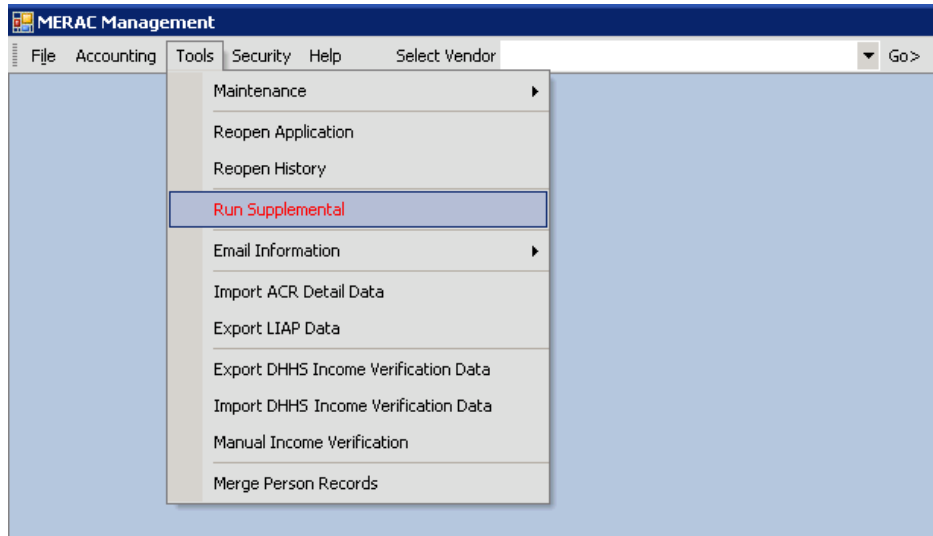 MERAC Management
File Accounting Tools Security Help Select Vendor Go>
Maintenance
Reopen Application
Reopen History
Run Supplemental
Email Information
Import ACR Detail Data
Export LIAP Data
Export DHHS Income Verification Data
Import DHHS Income Verification Data
Manual Income Verification
Merge Person Records